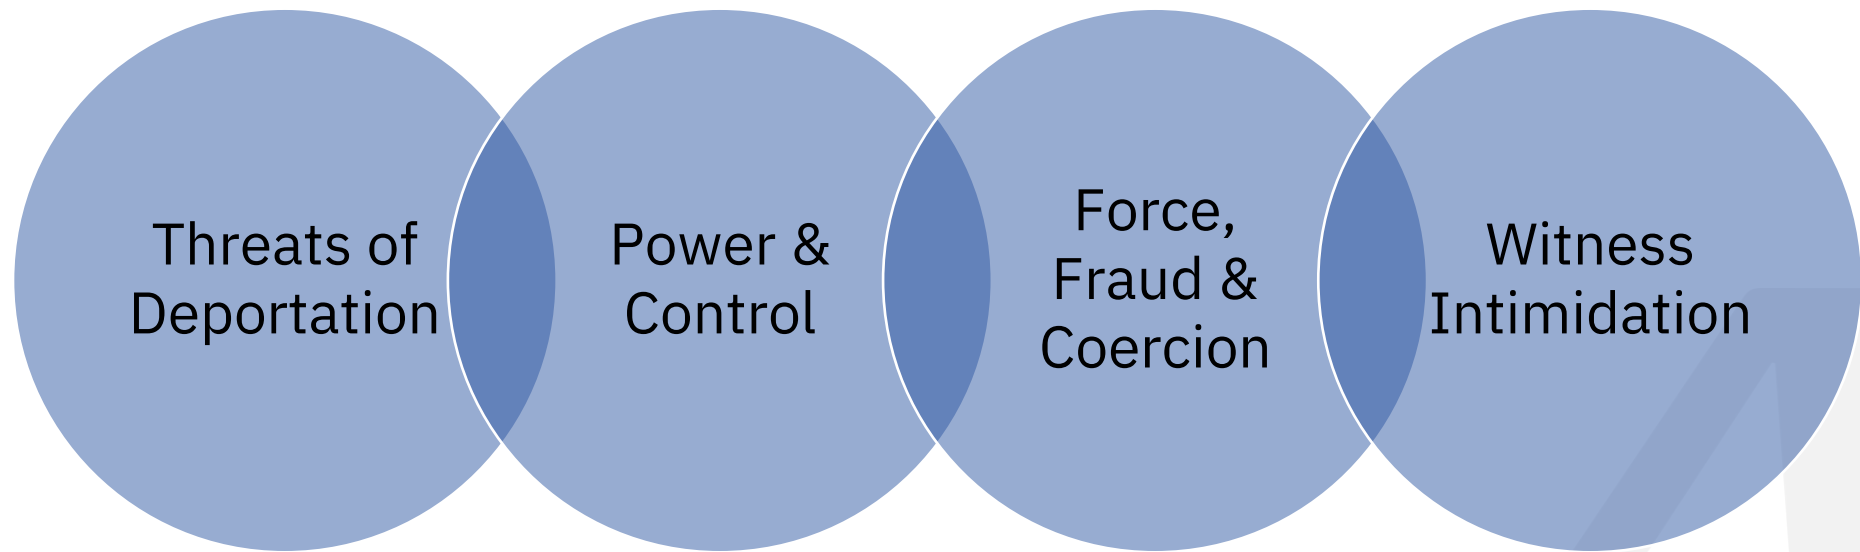 Threats of
Deportation
Power &
Control
Force,
Fraud &
Coercion
Witness
Intimidation